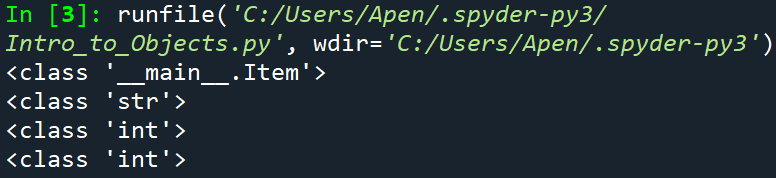 In [3]: runfile('C:/Users/Apen/.spyder-py3/
Intro_to_Objects.py', wdir='C:/Users/Apen/.spyder-py3')
<class '__main__.Item'>
<class 'str'>
<class 'int'>
<class 'int'>